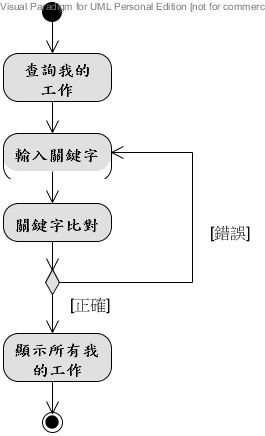 Visual Paradigm for UML Personal Edition [not for commerc
查詢我的
工作
輸入關鍵字
關鍵字比對
[錯誤]
[正確]
顯示所有我
的工作